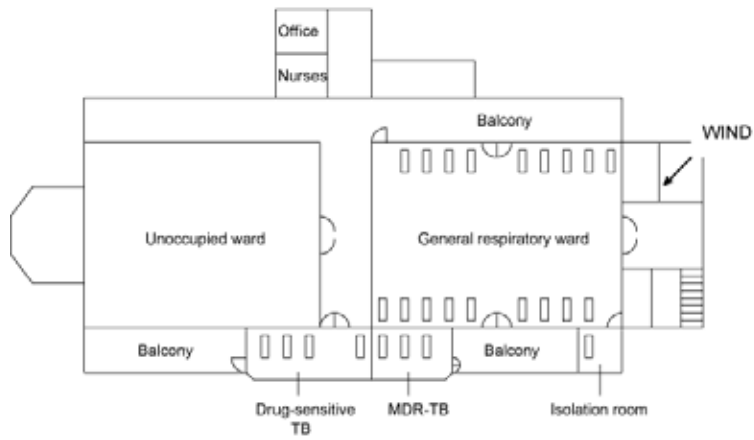 Office
Nurses
Balcony
WIND
Unoccupied ward
General respiratory ward
Balcony
Balcony
Drug-sensitive
TB
MDR-TB
Isolation room